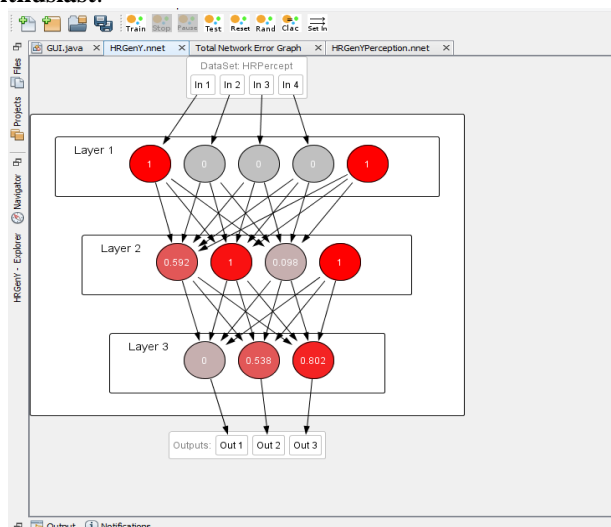 thusiast.
Train Stop Pause Test Reset Rand Clac Set In
GUI.java × HRGenY.nnet × Total Network Error Graph × HRGenYPerception.nnet ×
Files
Projects
Navigator
HRGenY - Explorer
DataSet: HRPercept
In 1 In 2 In 3 In 4
Layer 1
1 0 0 0 1
Layer 2
0.592 1 0.098 1
Layer 3
0 0.538 0.802
Outputs: Out 1 Out 2 Out 3
Output Notifications